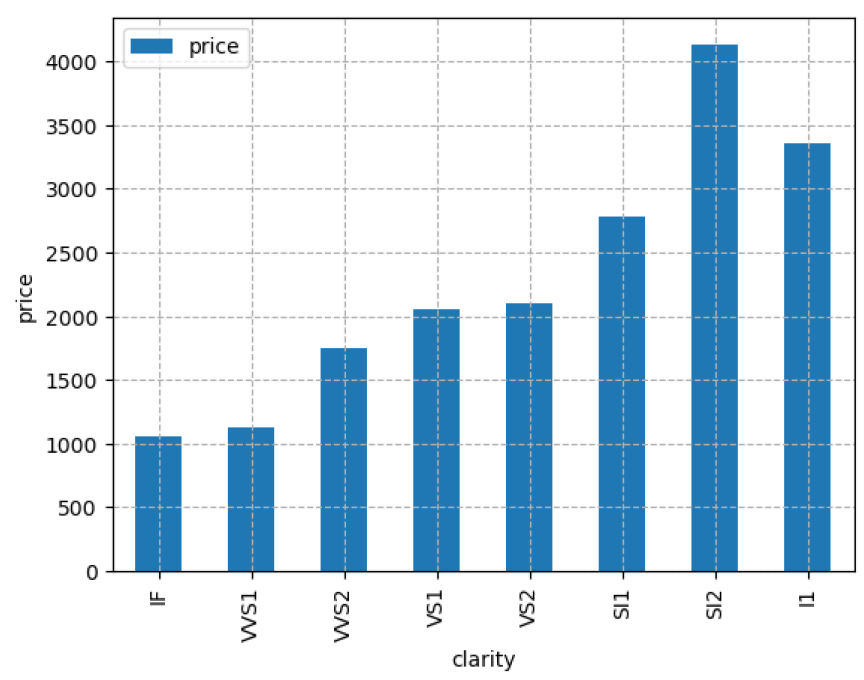 price
4000
3500
3000
2500
2000
1500
1000
500
0
price
IF
VVS1
VVS2
VS1
VS2
SI1
SI2
I1
clarity